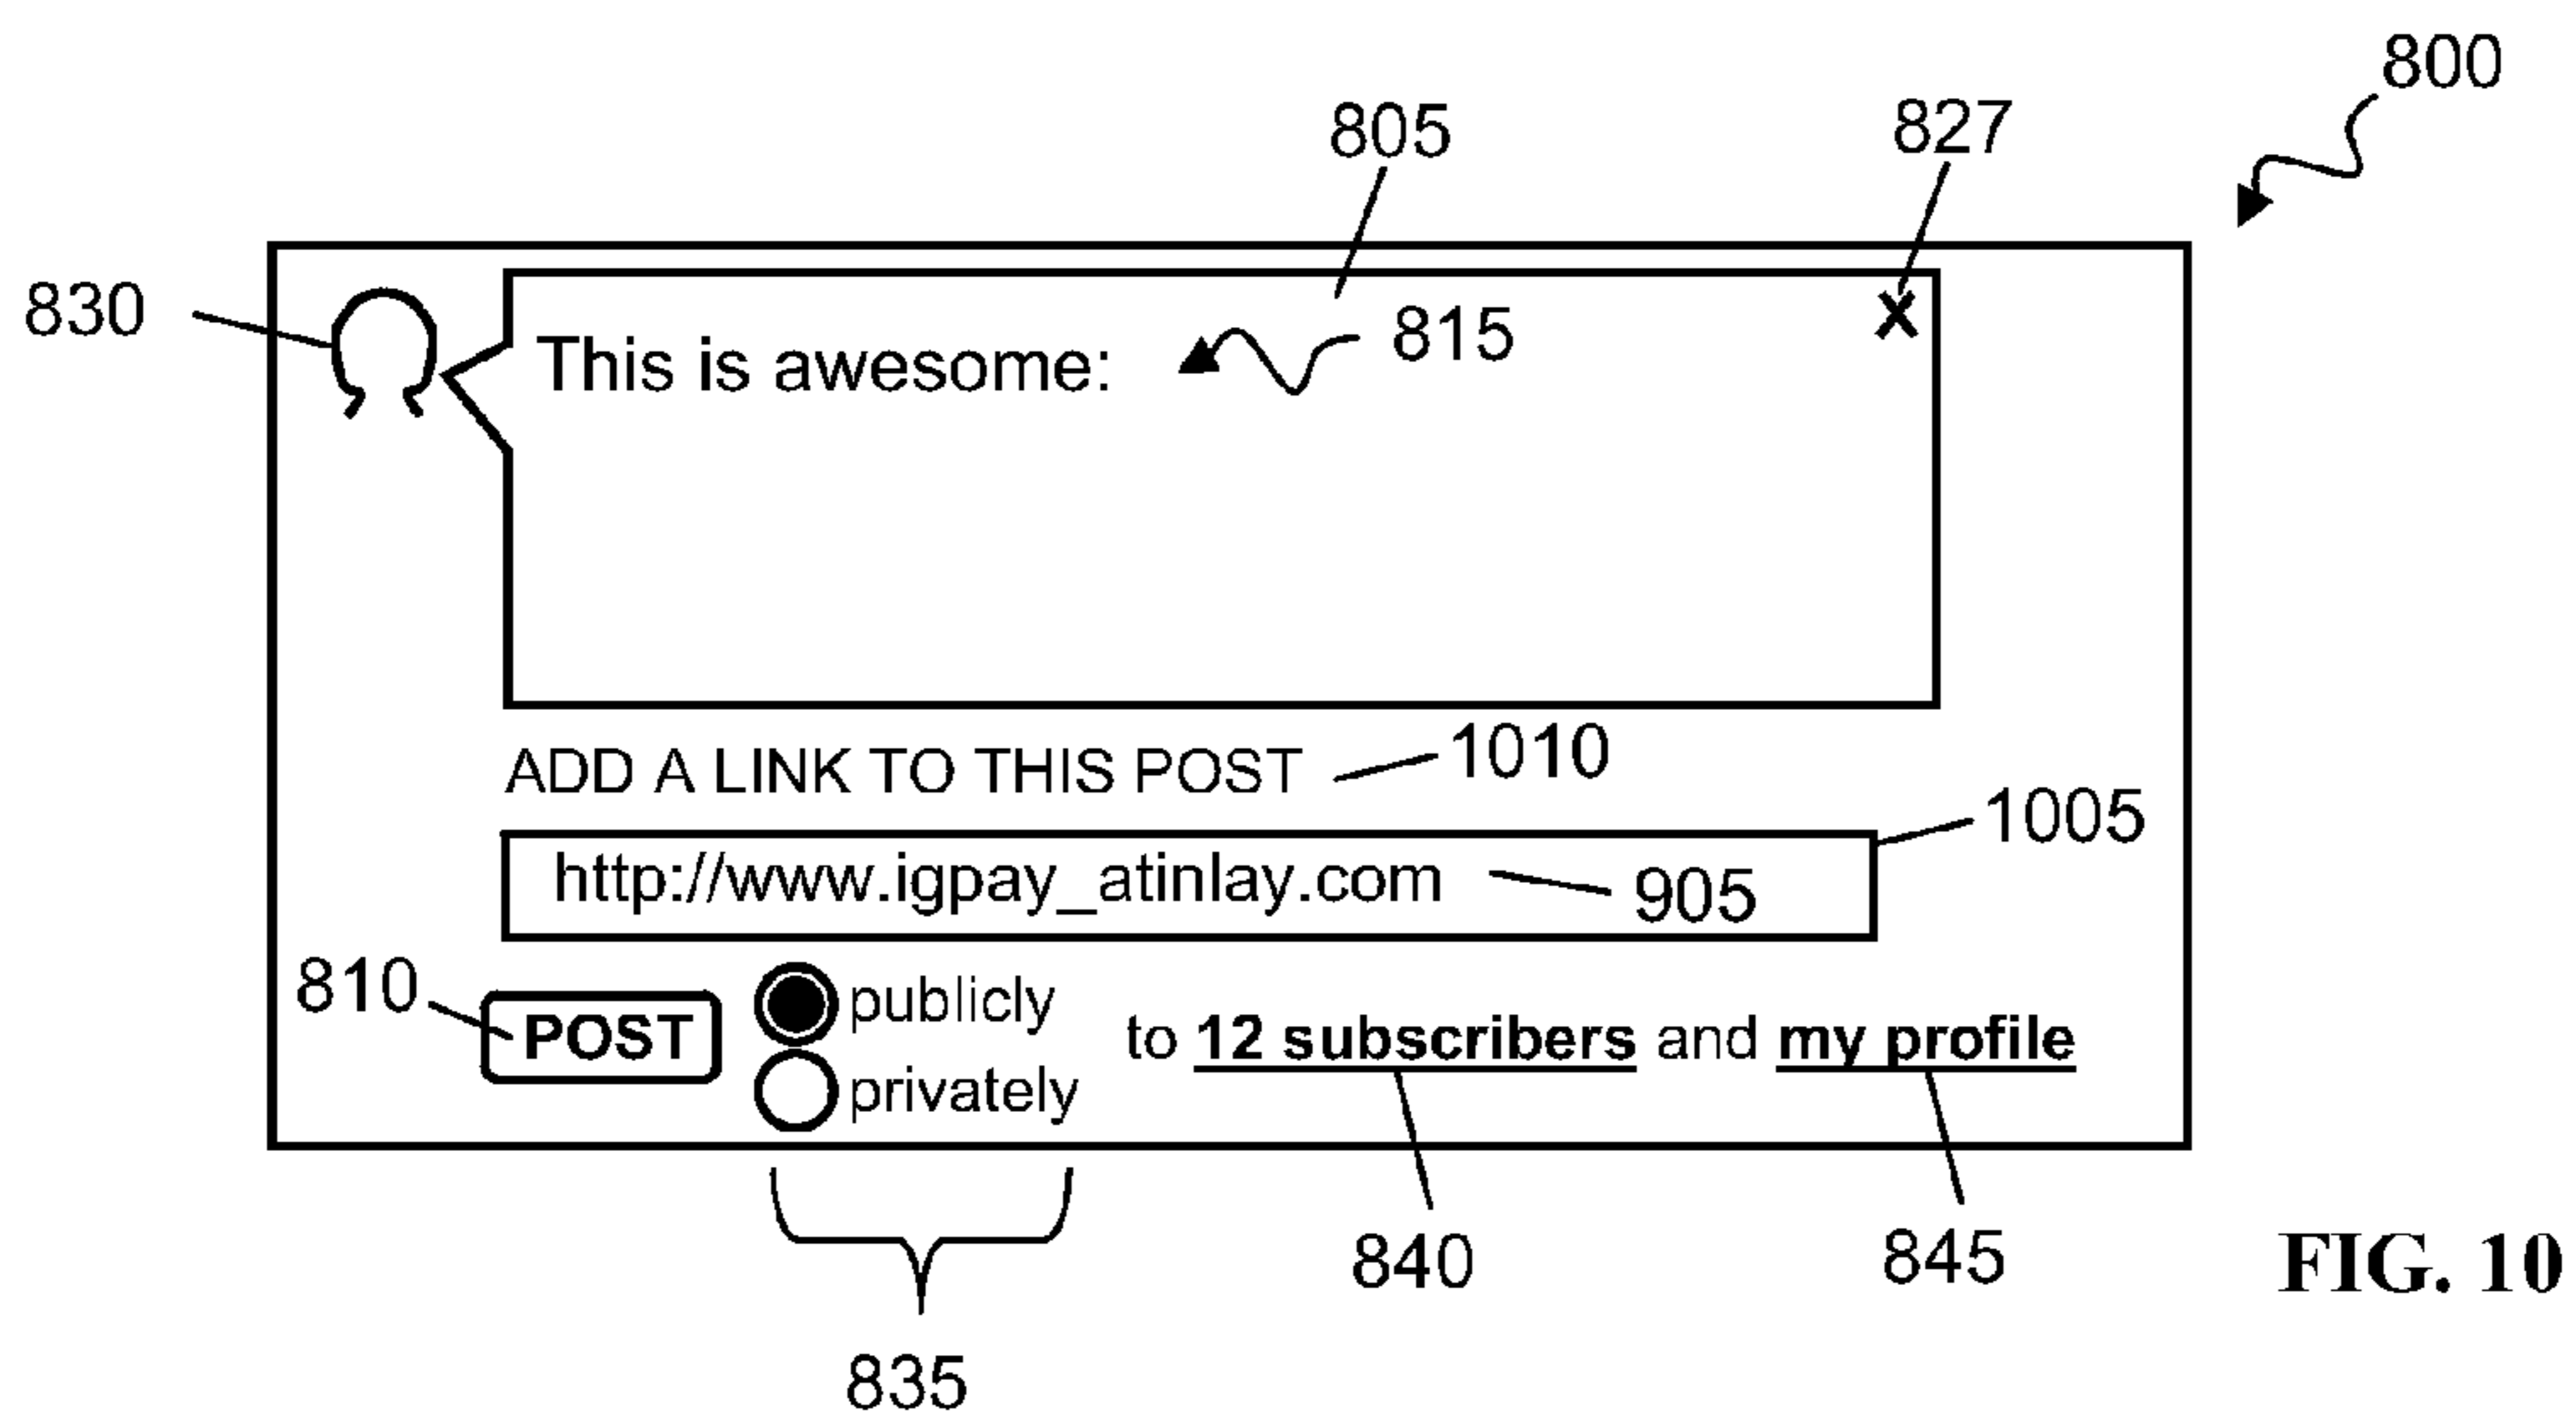 800
805
827
830
This is awesome:
815
X
ADD A LINK TO THIS POST
1010
1005
http://www.igpay_atinlay.com
905
810
POST
publicly
privately
to 12 subscribers and my profile
840
845
FIG. 10
835